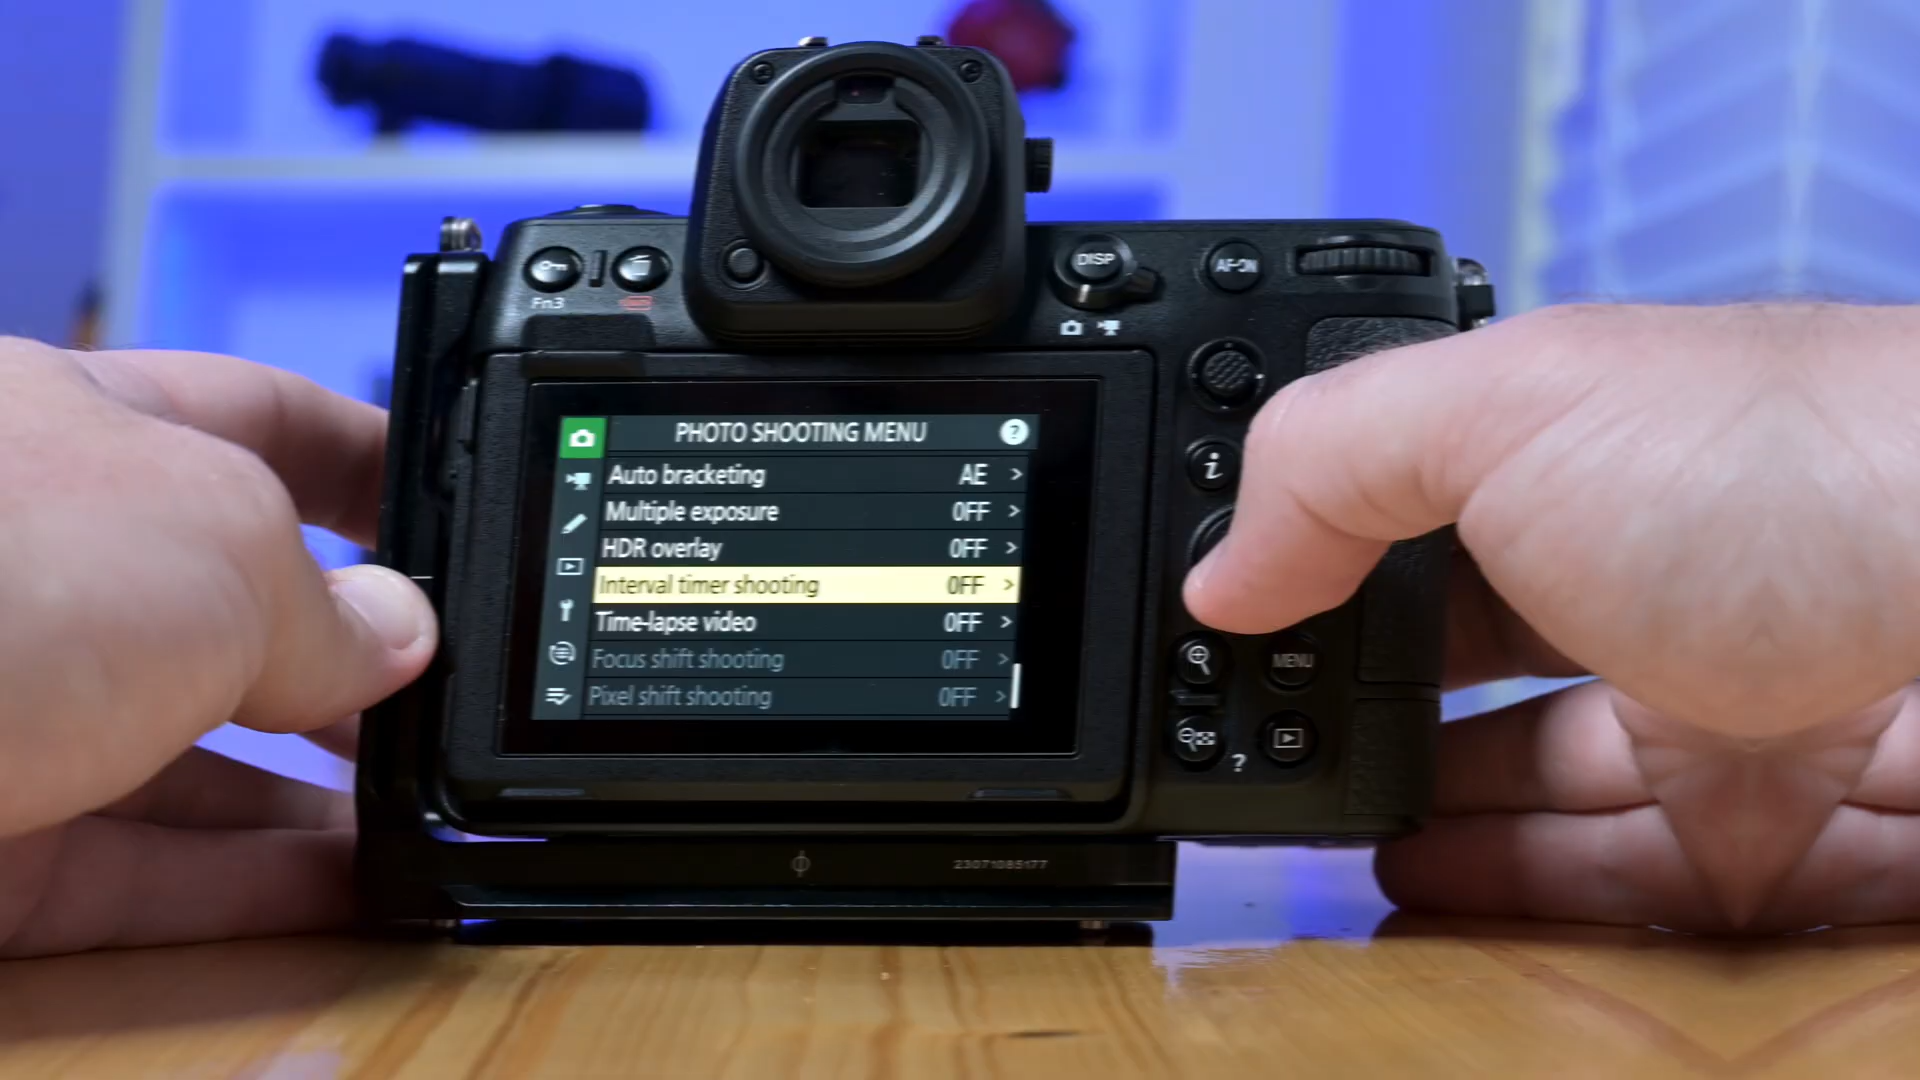 DISP
AF-ON
Fn3
PHOTO SHOOTING MENU ?
Auto bracketing AE >
Multiple exposure OFF >
HDR overlay OFF >
Interval timer shooting OFF >
Time-lapse video OFF >
Focus shift shooting OFF >
Pixel shift shooting OFF >
i
MENU
?
23071085177